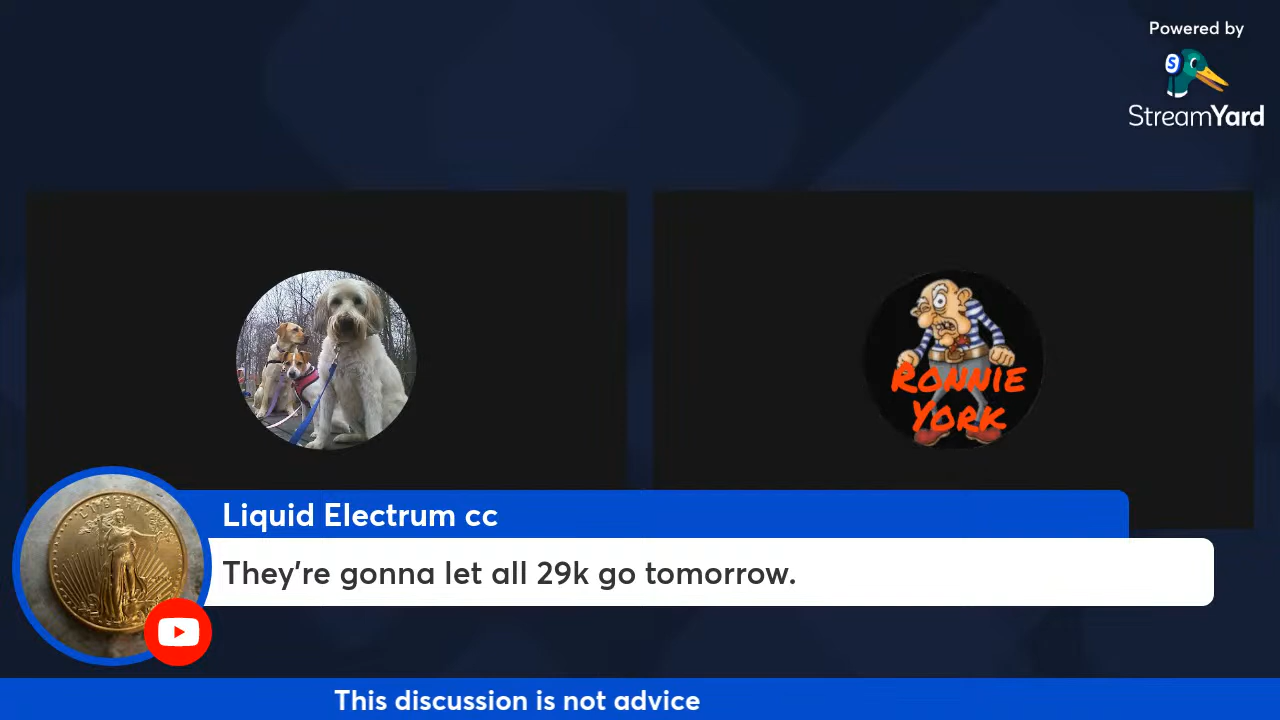 Powered by
StreamYard
RONNIE
YORK
Liquid Electrum cc
They're gonna let all 29k go tomorrow.
This discussion is not advice